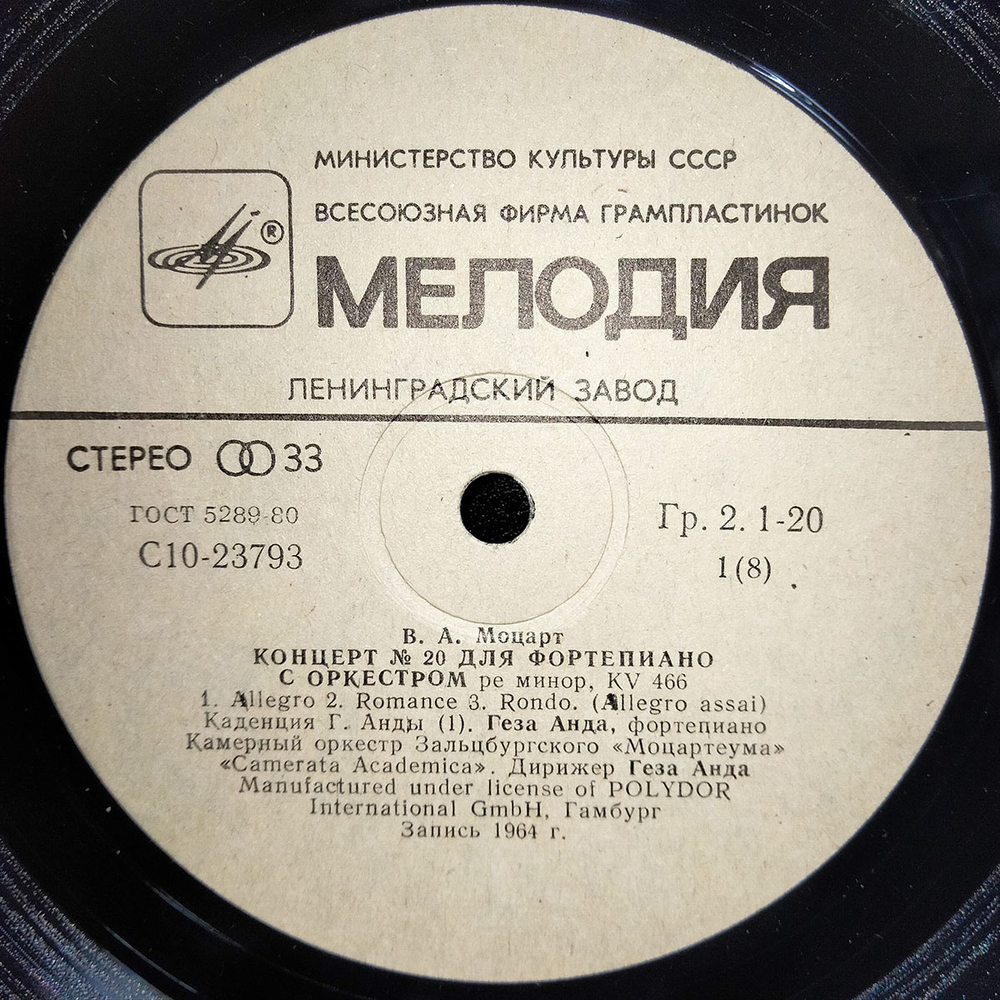 МИНИСТЕРСТВО КУЛЬТУРЫ СССР
ВСЕСОЮЗНАЯ ФИРМА ГРАМПЛАСТИНОК
®
МЕЛОДИЯ
ЛЕНИНГРАДСКИЙ ЗАВОД
СТЕРЕО 33
ГОСТ 5289-80
С10-23793
Гр. 2. 1-20
1(8)
В. А. Моцарт
КОНЦЕРТ № 20 ДЛЯ ФОРТЕПИАНО
С ОРКЕСТРОМ ре минор, KV 466
1. Allegro 2. Romance 3. Rondo. (Allegro assai)
Каденция Г. Анды (1). Геза Анда, фортепиано
Камерный оркестр Зальцбургского «Моцартеума»
«Camerata Academica». Дирижер Геза Анда
Manufactured under license of POLYDOR
International GmbH, Гамбург
Запись 1964 г.